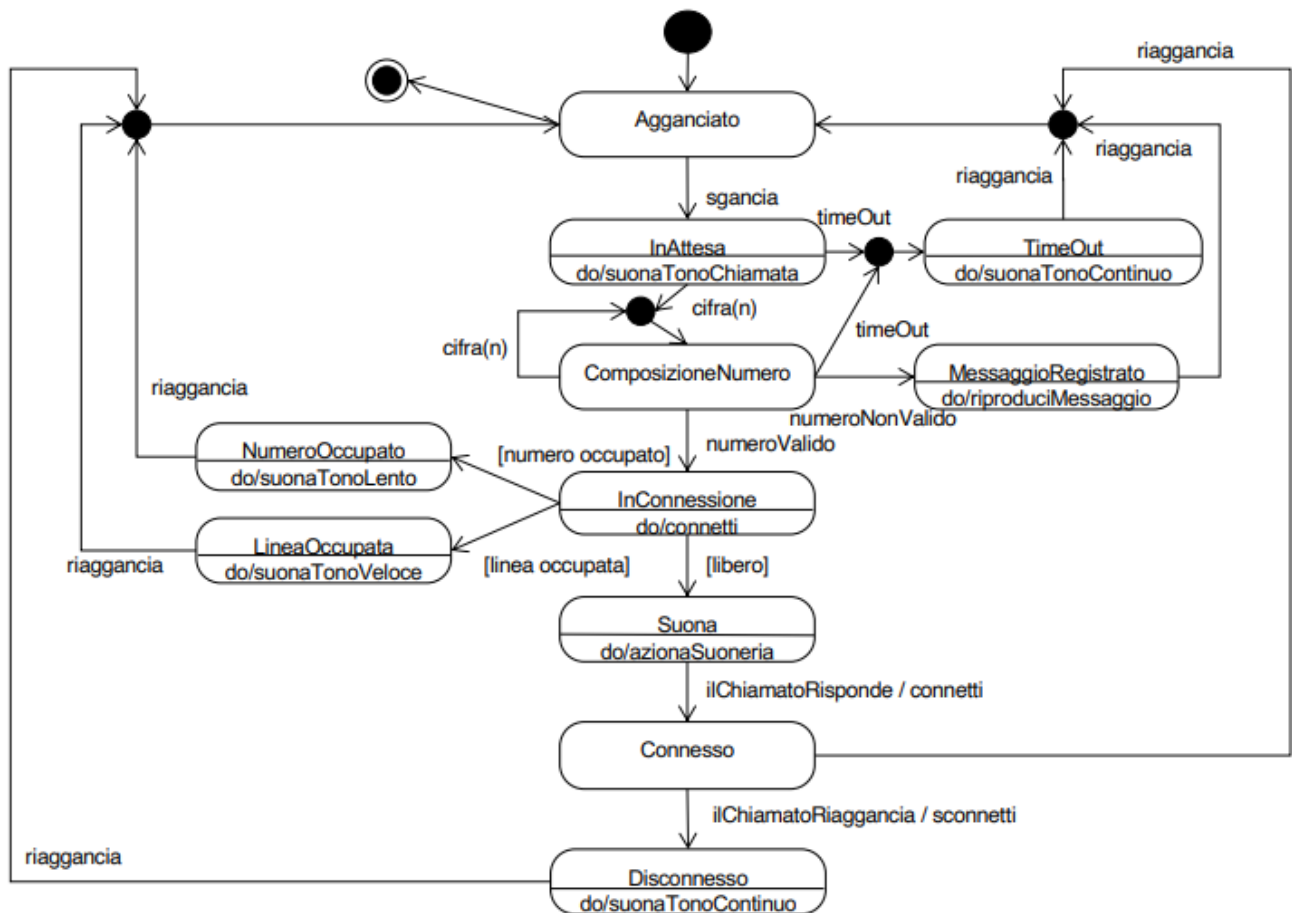 riaggancia
Agganciato
riaggancia
riaggancia
sgancia
timeOut
InAttesa
do/suonaTonoChiamata
TimeOut
do/suonaTonoContinuo
cifra(n)
cifra(n)
timeOut
riaggancia
ComposizioneNumero
MessaggioRegistrato
do/riproduciMessaggio
numeroNonValido
numeroValido
NumeroOccupato
do/suonaTonoLento
[numero occupato]
InConnessione
do/connetti
LineaOccupata
do/suonaTonoVeloce
riaggancia
[linea occupata]
[libero]
Suona
do/azionaSuoneria
ilChiamatoRisponde / connetti
Connesso
ilChiamatoRiaggancia / sconnetti
riaggancia
Disconnesso
do/suonaTonoContinuo